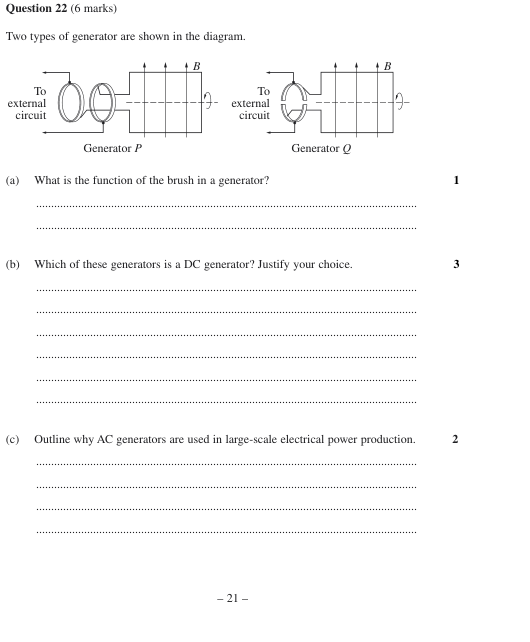 Question 22 (6 marks)
Two types of generator are shown in the diagram.
B
To
external
circuit
Generator P
B
To
external
circuit
Generator Q
(a) What is the function of the brush in a generator? 1
(b) Which of these generators is a DC generator? Justify your choice. 3
(c) Outline why AC generators are used in large-scale electrical power production. 2
– 21 –